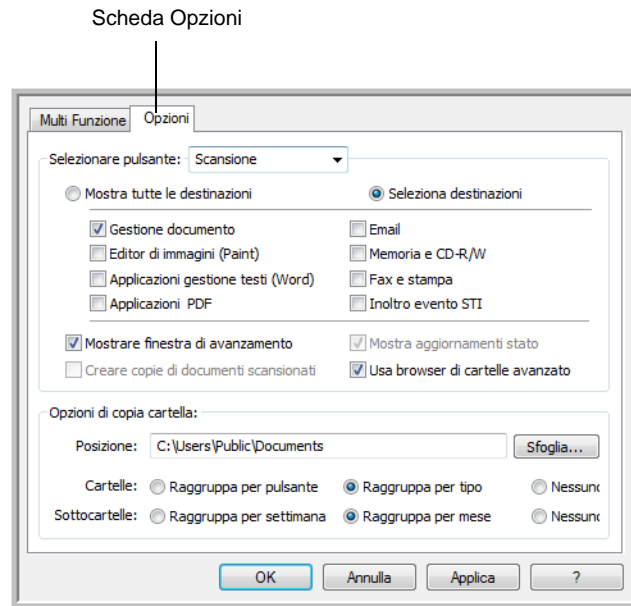 Scheda Opzioni
Multi Funzione Opzioni
Selezionare pulsante: Scansione
Mostra tutte le destinazioni Seleziona destinazioni
Gestione documento Email
Editor di immagini (Paint) Memoria e CD-R/W
Applicazioni gestione testi (Word) Fax e stampa
Applicazioni PDF Inoltro evento STI
Mostrare finestra di avanzamento Mostra aggiornamenti stato
Creare copie di documenti scansionati Usa browser di cartelle avanzato
Opzioni di copia cartella:
Posizione: C:\Users\Public\Documents Sfoglia...
Cartelle: Raggruppa per pulsante Raggruppa per tipo
Sottocartelle: Raggruppa per settimana Raggruppa per mese
OK Annulla Applica ?